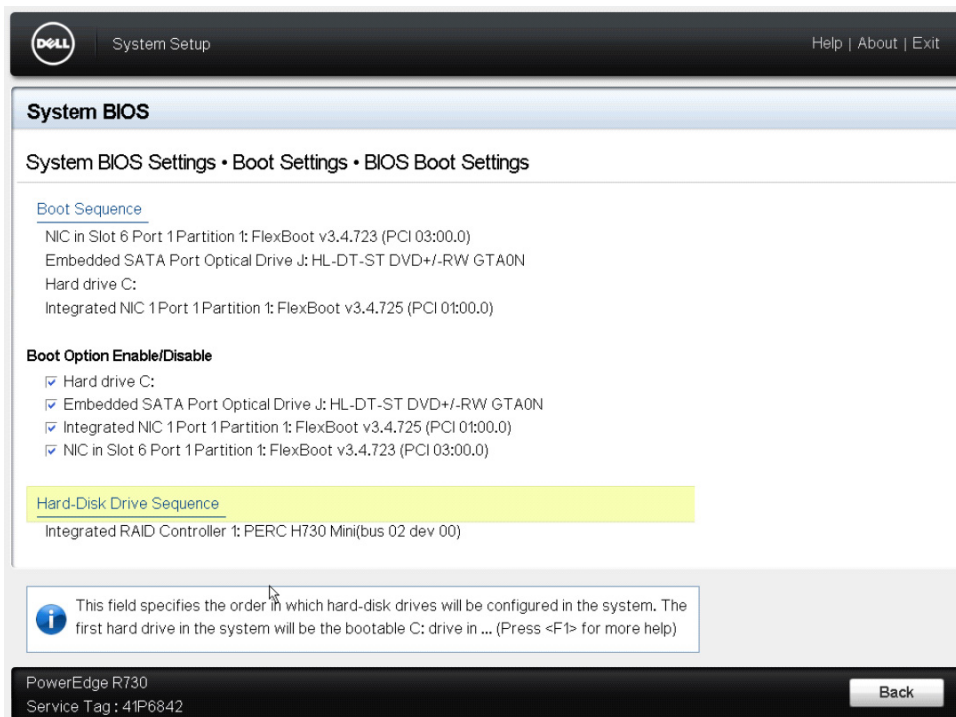 DELL
System Setup
Help | About | Exit
System BIOS
System BIOS Settings • Boot Settings • BIOS Boot Settings
Boot Sequence
NIC in Slot 6 Port 1 Partition 1: FlexBoot v3.4.723 (PCI 03:00.0)
Embedded SATA Port Optical Drive J: HL-DT-ST DVD+/-RW GTA0N
Hard drive C:
Integrated NIC 1 Port 1 Partition 1: FlexBoot v3.4.725 (PCI 01:00.0)
Boot Option Enable/Disable
Hard drive C:
Embedded SATA Port Optical Drive J: HL-DT-ST DVD+/-RW GTA0N
Integrated NIC 1 Port 1 Partition 1: FlexBoot v3.4.725 (PCI 01:00.0)
NIC in Slot 6 Port 1 Partition 1: FlexBoot v3.4.723 (PCI 03:00.0)
Hard-Disk Drive Sequence
Integrated RAID Controller 1: PERC H730 Mini(bus 02 dev 00)
This field specifies the order in which hard-disk drives will be configured in the system. The
first hard drive in the system will be the bootable C: drive in ... (Press <F1> for more help)
PowerEdge R730
Service Tag : 41P6842
Back